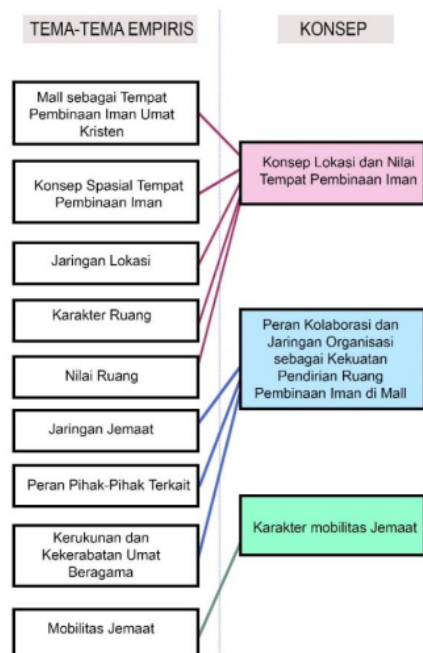 TEMA-TEMA EMPIRIS
KONSEP
Mall sebagai Tempat
Pembinaan Iman Umat
Kristen
Konsep Spasial Tempat
Pembinaan Iman
Jaringan Lokasi
Karakter Ruang
Nilai Ruang
Jaringan Jemaat
Peran Pihak-Pihak Terkait
Kerukunan dan
Kekerabatan Umat
Beragama
Mobilitas Jemaat
Konsep Lokasi dan Nilai
Tempat Pembinaan Iman
Peran Kolaborasi dan
Jaringan Organisasi
sebagai Kekuatan
Pendirian Ruang
Pembinaan Iman di Mall
Karakter mobilitas Jemaat